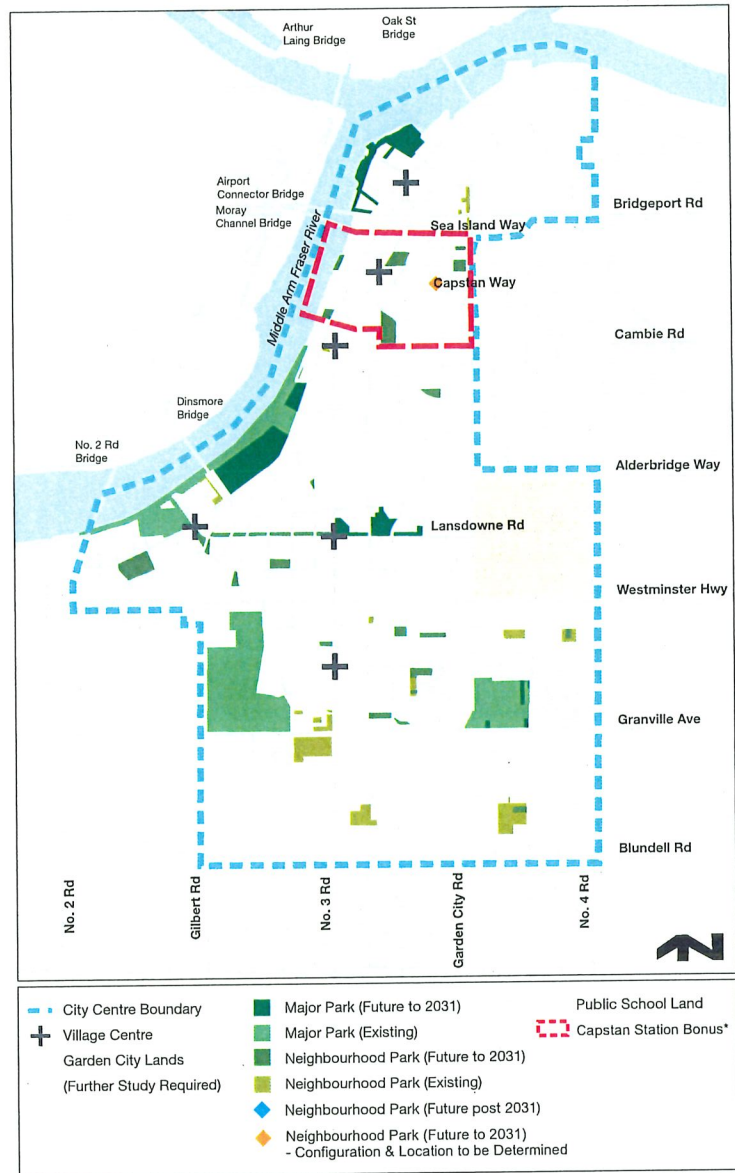 Arthur
Laing Bridge
Oak St
Bridge
Airport
Connector Bridge
Moray
Channel Bridge
Bridgeport Rd
Sea Island Way
Middle Arm Fraser River
Capstan Way
Cambie Rd
Dinsmore
Bridge
No. 2 Rd
Bridge
Alderbridge Way
Lansdowne Rd
Westminster Hwy
Granville Ave
Blundell Rd
No. 2 Rd
Gilbert Rd
No. 3 Rd
Garden City Rd
No. 4 Rd
N
City Centre Boundary
Village Centre
Garden City Lands
(Further Study Required)
Major Park (Future to 2031)
Major Park (Existing)
Neighbourhood Park (Future to 2031)
Neighbourhood Park (Existing)
Neighbourhood Park (Future post 2031)
Neighbourhood Park (Future to 2031)
- Configuration & Location to be Determined
Public School Land
Capstan Station Bonus*